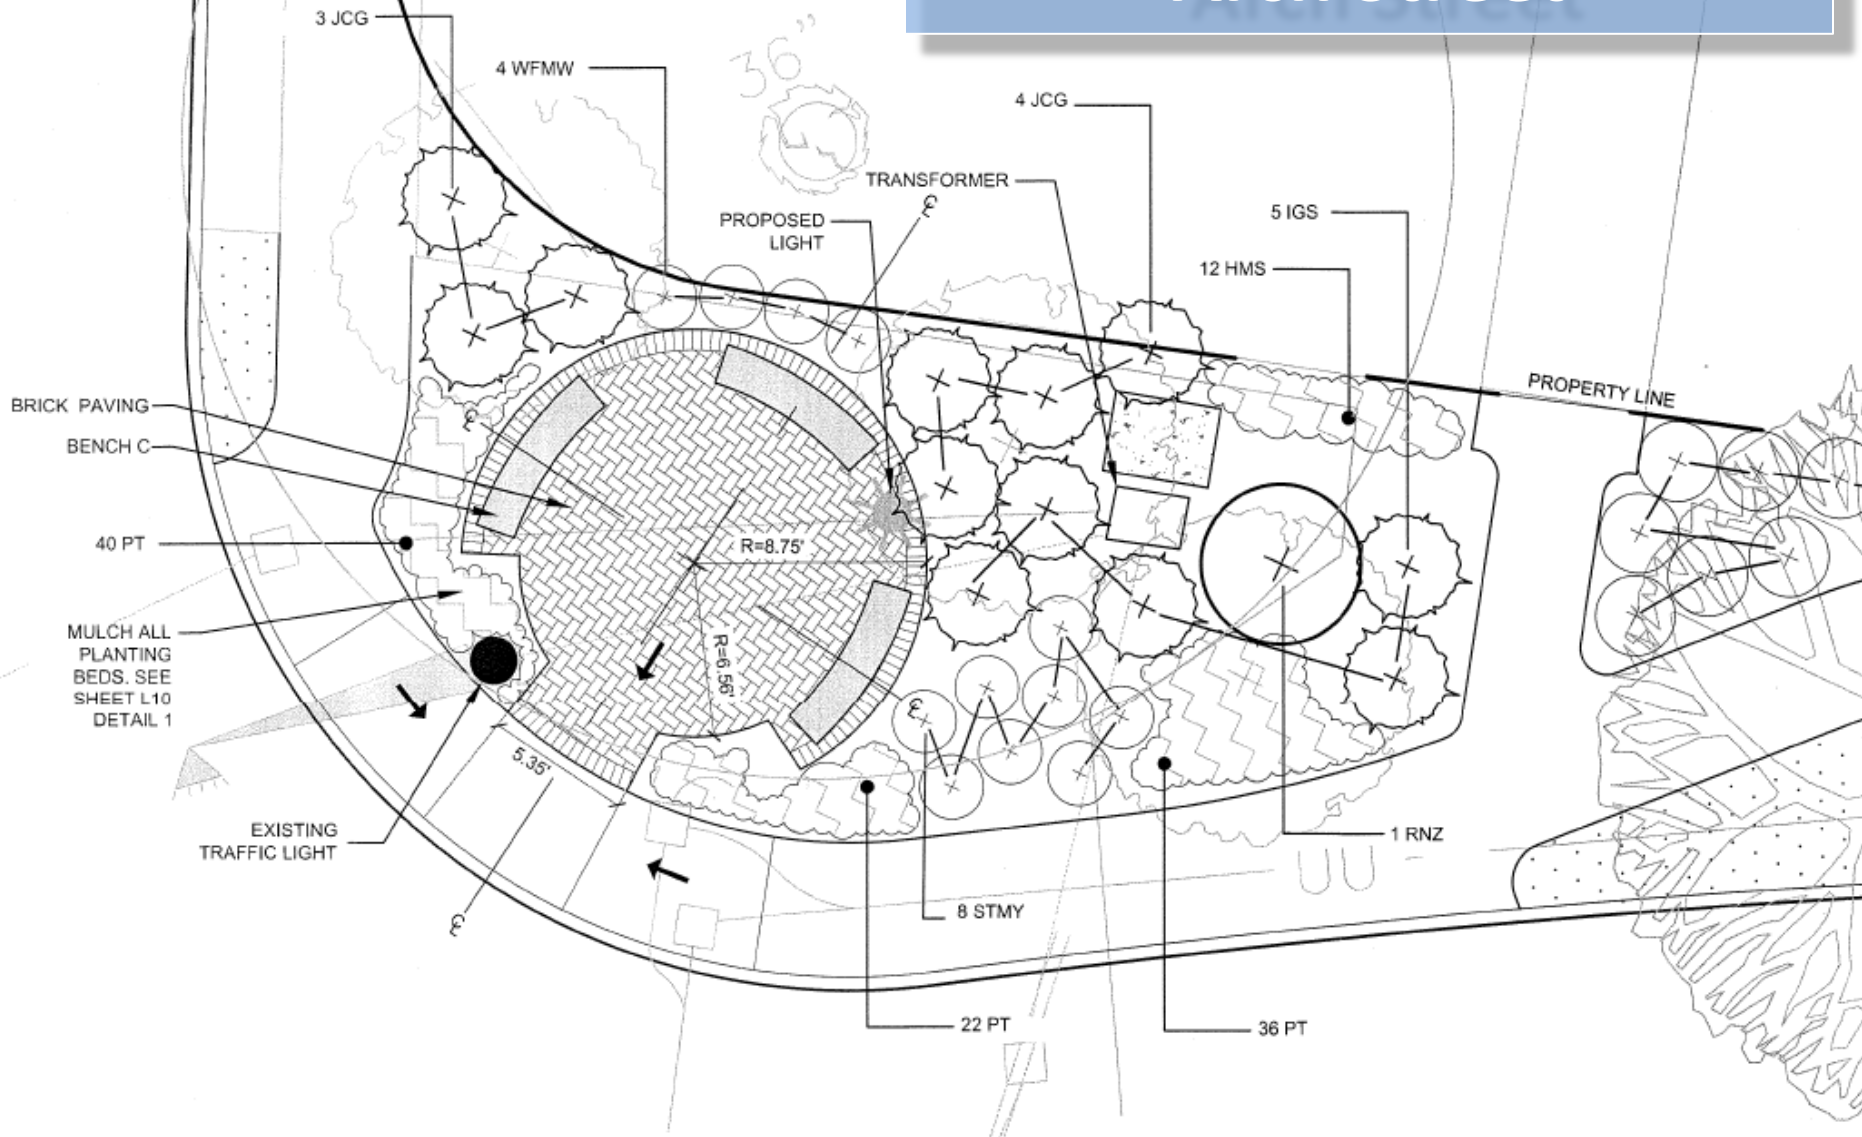 Arch Street
3 JCG
4 WFMW
36"
4 JCG
TRANSFORMER
PROPOSED
LIGHT
5 IGS
12 HMS
PROPERTY LINE
BRICK PAVING
BENCH C
40 PT
R=8.75'
R=6.56'
MULCH ALL
PLANTING
BEDS. SEE
SHEET L10
DETAIL 1
5.35'
EXISTING
TRAFFIC LIGHT
1 RNZ
8 STMY
22 PT
36 PT